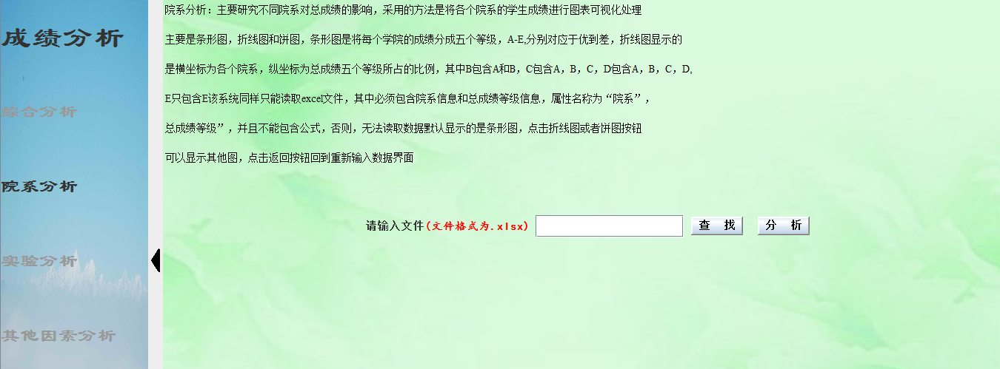 成绩分析
综合分析
院系分析
实验分析
其他因素分析
院系分析：主要研究不同院系对总成绩的影响，采用的方法是将各个院系的学生成绩进行图表可视化处理
主要是条形图，折线图和饼图，条形图是将每个学院的成绩分成五个等级，A-E,分别对应于优到差，折线图显示的
是横坐标为各个院系，纵坐标为总成绩五个等级所占的比例，其中B包含A和B，C包含A，B，C，D包含A，B，C，D,
E只包含E该系统同样只能读取excel文件，其中必须包含院系信息和总成绩等级信息，属性名称为“院系”，
总成绩等级”，并且不能包含公式，否则，无法读取数据默认显示的是条形图，点击折线图或者饼图按钮
可以显示其他图，点击返回按钮回到重新输入数据界面
请输入文件(文件格式为.xlsx) 查 找 分 析